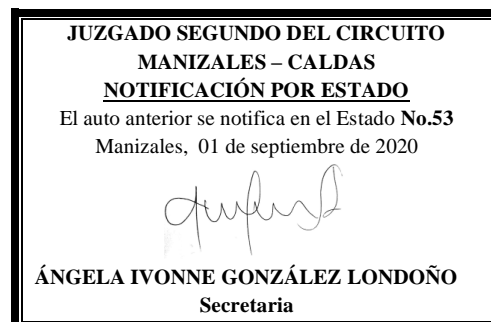 JUZGADO SEGUNDO DEL CIRCUITO
MANIZALES – CALDAS
NOTIFICACIÓN POR ESTADO
El auto anterior se notifica en el Estado No.53
Manizales, 01 de septiembre de 2020
ÁNGELA IVONNE GONZÁLEZ LONDOÑO
Secretaria